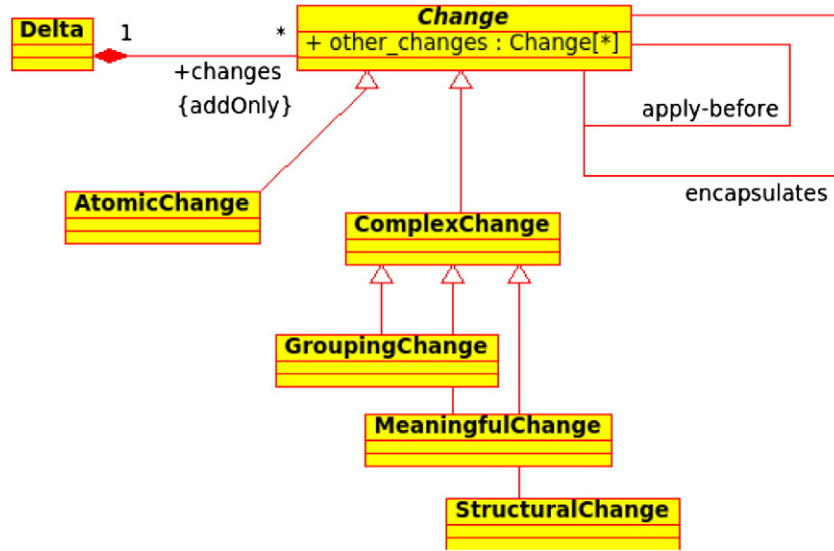 Change
Delta
1
*
+ other_changes : Change[*]
+changes
{addOnly}
apply-before
encapsulates
AtomicChange
ComplexChange
GroupingChange
MeaningfulChange
StructuralChange